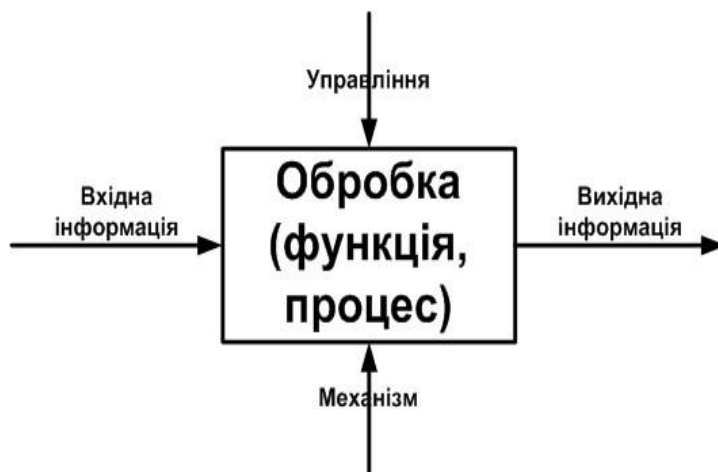 Управління
Вхідна
інформація
Обробка
(функція,
процес)
Вихідна
інформація
Механізм